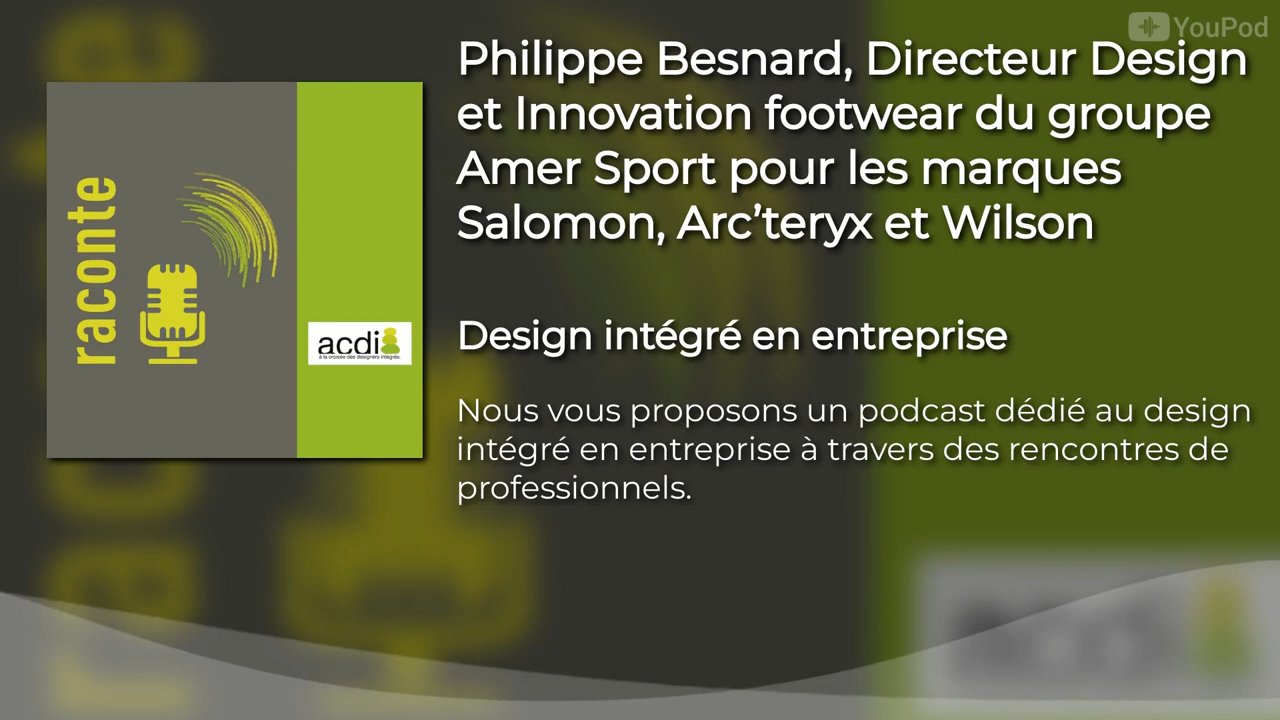 YouPod
Philippe Besnard, Directeur Design
et Innovation footwear du groupe
Amer Sport pour les marques
Salomon, Arc’teryx et Wilson
raconte
acdi
à la croisée des designers intégrés.
Design intégré en entreprise
Nous vous proposons un podcast dédié au design
intégré en entreprise à travers des rencontres de
professionnels.